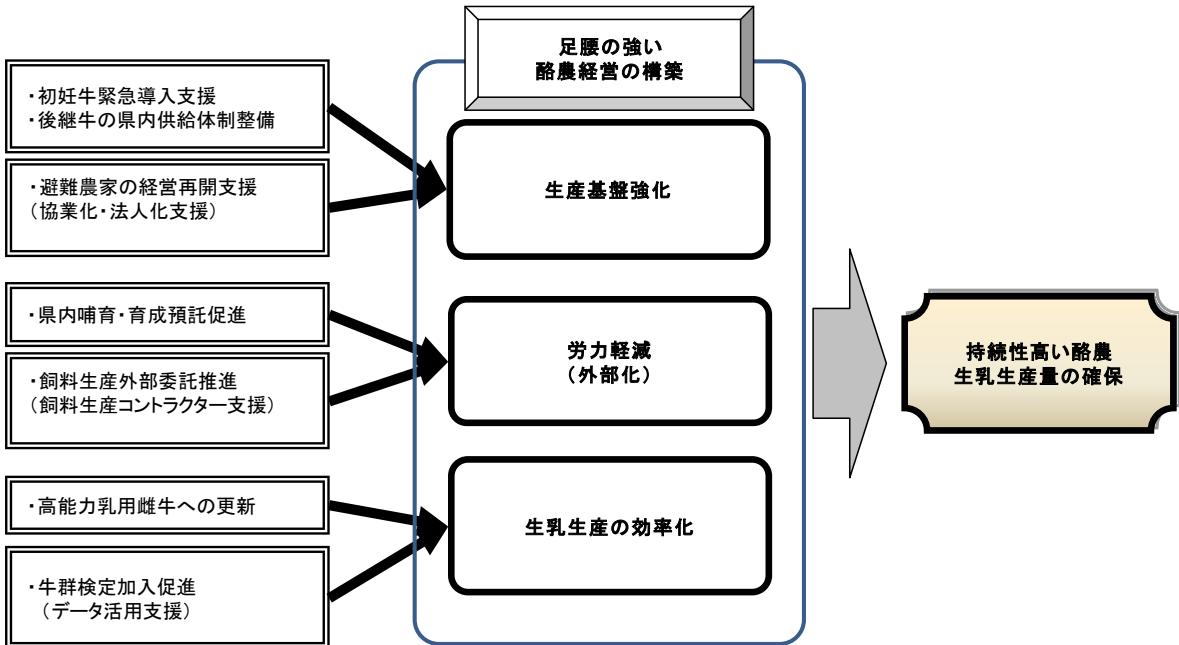 足腰の強い
酪農経営の構築
・初妊牛緊急導入支援
・後継牛の県内供給体制整備
・避難農家の経営再開支援
（協業化・法人化支援）
生産基盤強化
・県内哺育・育成預託促進
・飼料生産外部委託推進
（飼料生産コントラクター支援）
労力軽減
（外部化）
・高能力乳用雌牛への更新
・牛群検定加入促進
（データ活用支援）
生乳生産の効率化
持続性高い酪農
生乳生産量の確保